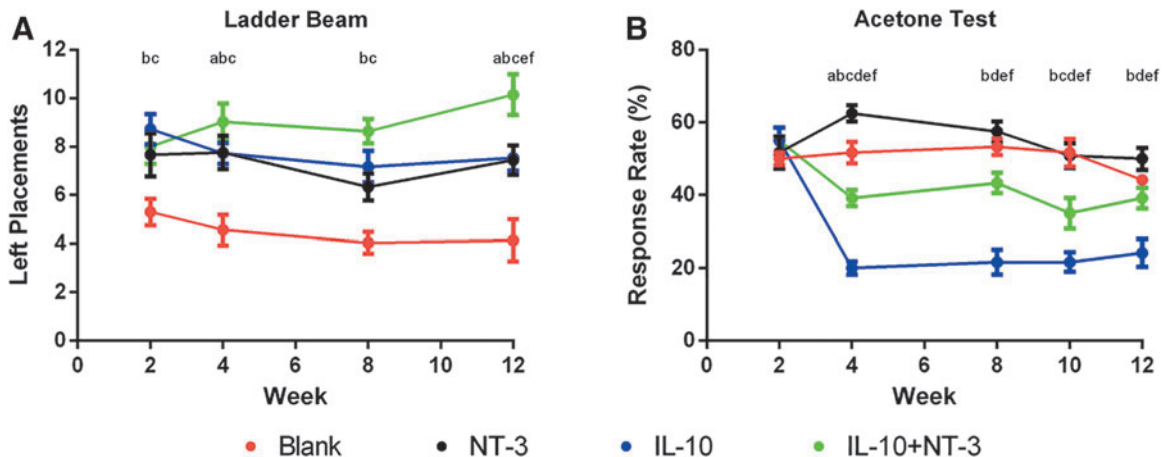 A
Ladder Beam
12
10
8
6
4
2
0
Left Placements
bc
abc
bc
abcef
0
2
4
6
8
10
12
Week
B
Acetone Test
80
60
40
20
0
Response Rate (%)
abcdef
bdef
bcdef
bdef
0
2
4
6
8
10
12
Week
Blank
NT-3
IL-10
IL-10+NT-3